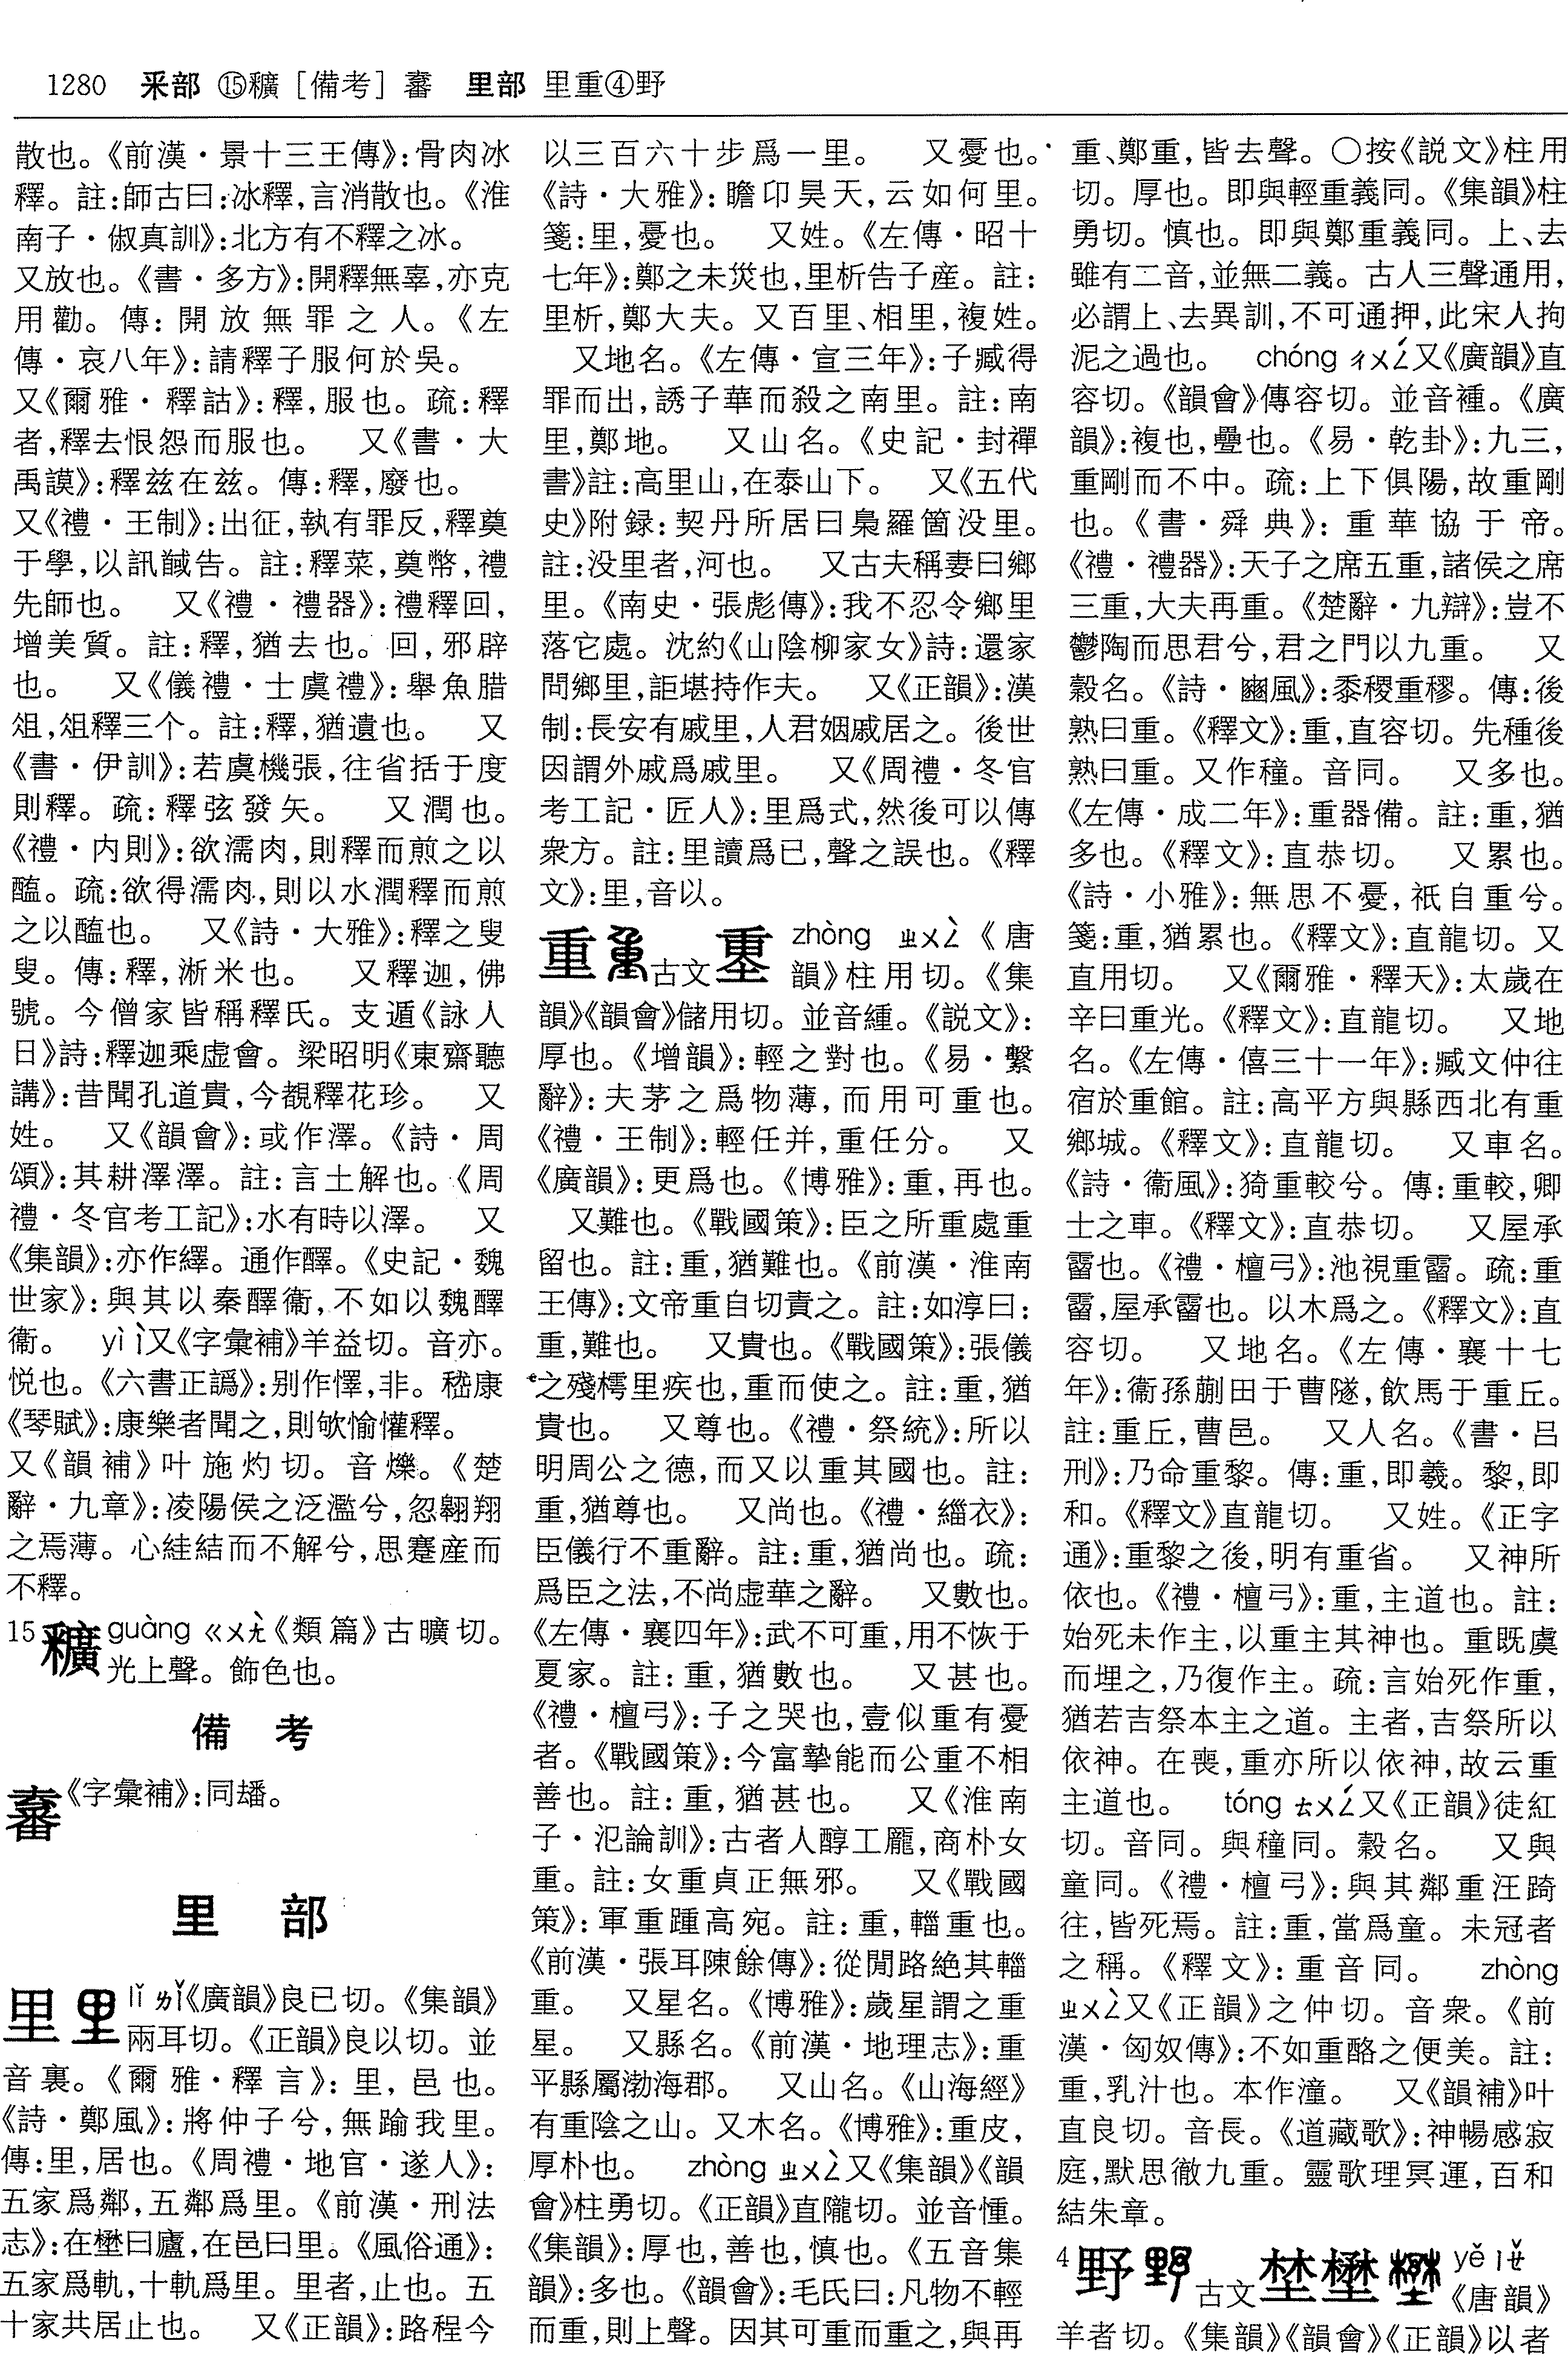 1280 釆部 ⑮穬［備考］𥼶 里部 里重④野
散也。《前漢·景十三王傳》:骨肉冰
釋。註:師古曰:冰釋,言消散也。《淮
南子·俶真訓》:北方有不釋之冰。
又放也。《書·多方》:開釋無辜,亦克
用勸。傳:開放無罪之人。《左
傳·哀八年》:請釋子服何於吳。
又《爾雅·釋詁》:釋,服也。疏:釋
者,釋去恨怨而服也。 又《書·大
禹謨》:釋兹在兹。傳:釋,廢也。
又《禮·王制》:出征,執有罪反,釋奠
于學,以訊馘告。註:釋菜,奠幣,禮
先師也。 又《禮·禮器》:禮釋回,
增美質。註:釋,猶去也。回,邪辟
也。 又《儀禮·士虞禮》:舉魚腊
俎,俎釋三个。註:釋,猶遺也。 又
《書·伊訓》:若虞機張,往省括于度
則釋。疏:釋弦發矢。 又潤也。
《禮·内則》:欲濡肉,則釋而煎之以
醢。疏:欲得濡肉,則以水潤釋而煎
之以醢也。 又《詩·大雅》:釋之叟
叟。傳:釋,淅米也。 又釋迦,佛
號。今僧家皆稱釋氏。支遁《詠人
日》詩:釋迦乘虚會。梁昭明《東齋聽
講》:昔聞孔道貴,今覩釋花珍。 又
姓。 又《韻會》:或作澤。《詩·周
頌》:其耕澤澤。註:言土解也。《周
禮·冬官考工記》:水有時以澤。 又
《集韻》:亦作繹。通作醳。《史記·魏
世家》:與其以秦醳衞,不如以魏醳
衞。 yì ㄧˋ又《字彙補》羊益切。音亦。
悦也。《六書正譌》:别作懌,非。嵇康
《琴賦》:康樂者聞之,則欨愉懽釋。
又《韻補》叶施灼切。音爍。《楚
辭·九章》:凌陽侯之泛濫兮,忽翱翔
之焉薄。心絓結而不解兮,思蹇産而
不釋。
15 guàng ㄍㄨㄤˋ《類篇》古曠切。
光上聲。飾色也。
備 考
《字彙補》:同䊩。
里 部
里 里 lǐ ㄌㄧˇ《廣韻》良已切。《集韻》
兩耳切。《正韻》良以切。並
音裏。《爾雅·釋言》:里,邑也。
《詩·鄭風》:將仲子兮,無踰我里。
傳:里,居也。《周禮·地官·遂人》:
五家爲鄰,五鄰爲里。《前漢·刑法
志》:在壄曰廬,在邑曰里。《風俗通》:
五家爲軌,十軌爲里。里者,止也。五
十家共居止也。 又《正韻》:路程今
以三百六十步爲一里。 又憂也。
《詩·大雅》:瞻卬昊天,云如何里。
箋:里,憂也。 又姓。《左傳·昭十
七年》:鄭之未災也,里析告子産。註:
里析,鄭大夫。又百里、相里,複姓。
又地名。《左傳·宣三年》:子臧得
罪而出,誘子華而殺之南里。註:南
里,鄭地。 又山名。《史記·封禪
書》註:高里山,在泰山下。 又《五代
史》附録:契丹所居曰梟羅箇没里。
註:没里者,河也。 又古夫稱妻曰鄉
里。《南史·張彪傳》:我不忍令鄉里
落它處。沈約《山陰柳家女》詩:還家
問鄉里,詎堪持作夫。 又《正韻》:漢
制:長安有戚里,人君姻戚居之。後世
因謂外戚爲戚里。 又《周禮·冬官
考工記·匠人》:里爲式,然後可以傳
衆方。註:里讀爲已,聲之誤也。《釋
文》:里,音以。
重 重 古文 zhòng ㄓㄨㄥˋ《唐
韻》柱用切。《集
韻》《韻會》儲用切。並音緟。《説文》:
厚也。《增韻》:輕之對也。《易·繫
辭》:夫茅之爲物薄,而用可重也。
《禮·王制》:輕任并,重任分。 又
《廣韻》:更爲也。《博雅》:重,再也。
又難也。《戰國策》:臣之所重處重
留也。註:重,猶難也。《前漢·淮南
王傳》:文帝重自切責之。註:如淳曰:
重,難也。 又貴也。《戰國策》:張儀
之殘樗里疾也,重而使之。註:重,猶
貴也。 又尊也。《禮·祭統》:所以
明周公之德,而又以重其國也。註:
重,猶尊也。 又尚也。《禮·緇衣》:
臣儀行不重辭。註:重,猶尚也。疏:
爲臣之法,不尚虚華之辭。 又數也。
《左傳·襄四年》:武不可重,用不恢于
夏家。註:重,猶數也。 又甚也。
《禮·檀弓》:子之哭也,壹似重有憂
者。《戰國策》:今富摯能而公重不相
善也。註:重,猶甚也。 又《淮南
子·氾論訓》:古者人醇工龐,商朴女
重。註:女重貞正無邪。 又《戰國
策》:軍重踵高宛。註:重,輜重也。
《前漢·張耳陳餘傳》:從閒路絶其輜
重。 又星名。《博雅》:歲星謂之重
星。 又縣名。《前漢·地理志》:重
平縣屬渤海郡。 又山名。《山海經》
有重陰之山。又木名。《博雅》:重皮,
厚朴也。 zhòng ㄓㄨㄥˋ又《集韻》《韻
會》柱勇切。《正韻》直隴切。並音偅。
《集韻》:厚也,善也,慎也。《五音集
韻》:多也。《韻會》:毛氏曰:凡物不輕
而重,則上聲。因其可重而重之,與再
重、鄭重,皆去聲。〇按《説文》柱用
切。厚也。即與輕重義同。《集韻》柱
勇切。慎也。即與鄭重義同。上、去
雖有二音,並無二義。古人三聲通用,
必謂上、去異訓,不可通押,此宋人拘
泥之過也。 chóng ㄔㄨㄥˊ又《廣韻》直
容切。《韻會》傳容切。並音褈。《廣
韻》:複也,疊也。《易·乾卦》:九三,
重剛而不中。疏:上下俱陽,故重剛
也。《書·舜典》:重華協于帝。
《禮·禮器》:天子之席五重,諸侯之席
三重,大夫再重。《楚辭·九辯》:豈不
鬱陶而思君兮,君之門以九重。 又
穀名。《詩·豳風》:黍稷重穋。傳:後
熟曰重。《釋文》:重,直容切。先種後
熟曰重。又作穜。音同。 又多也。
《左傳·成二年》:重器備。註:重,猶
多也。《釋文》:直恭切。 又累也。
《詩·小雅》:無思不憂,祇自重兮。
箋:重,猶累也。《釋文》:直龍切。又
直用切。 又《爾雅·釋天》:太歲在
辛曰重光。《釋文》:直龍切。 又地
名。《左傳·僖三十一年》:臧文仲往
宿於重館。註:高平方與縣西北有重
鄉城。《釋文》:直龍切。 又車名。
《詩·衞風》:猗重較兮。傳:重較,卿
士之車。《釋文》:直恭切。 又屋承
霤也。《禮·檀弓》:池視重霤。疏:重
霤,屋承霤也。以木爲之。《釋文》:直
容切。 又地名。《左傳·襄十七
年》:衞孫蒯田于曹隧,飲馬于重丘。
註:重丘,曹邑。 又人名。《書·吕
刑》:乃命重黎。傳:重,即羲。黎,即
和。《釋文》直龍切。 又姓。《正字
通》:重黎之後,明有重省。 又神所
依也。《禮·檀弓》:重,主道也。註:
始死未作主,以重主其神也。重既虞
而埋之,乃復作主。疏:言始死作重,
猶若吉祭本主之道。主者,吉祭所以
依神。在喪,重亦所以依神,故云重
主道也。 tóng ㄊㄨㄥˊ又《正韻》徒紅
切。音同。與穜同。穀名。 又與
童同。《禮·檀弓》:與其鄰重汪踦
往,皆死焉。註:重,當爲童。未冠者
之稱。《釋文》:重音同。 zhòng
ㄓㄨㄥˋ又《正韻》之仲切。音衆。《前
漢·匈奴傳》:不如重酪之便美。註:
重,乳汁也。本作湩。 又《韻補》叶
直良切。音長。《道藏歌》:神暢感寂
庭,默思徹九重。靈歌理冥運,百和
結朱章。
4 野 野 古文 埜 壄 yě ㄧㄝˇ
《唐韻》
羊者切。《集韻》《韻會》《正韻》以者